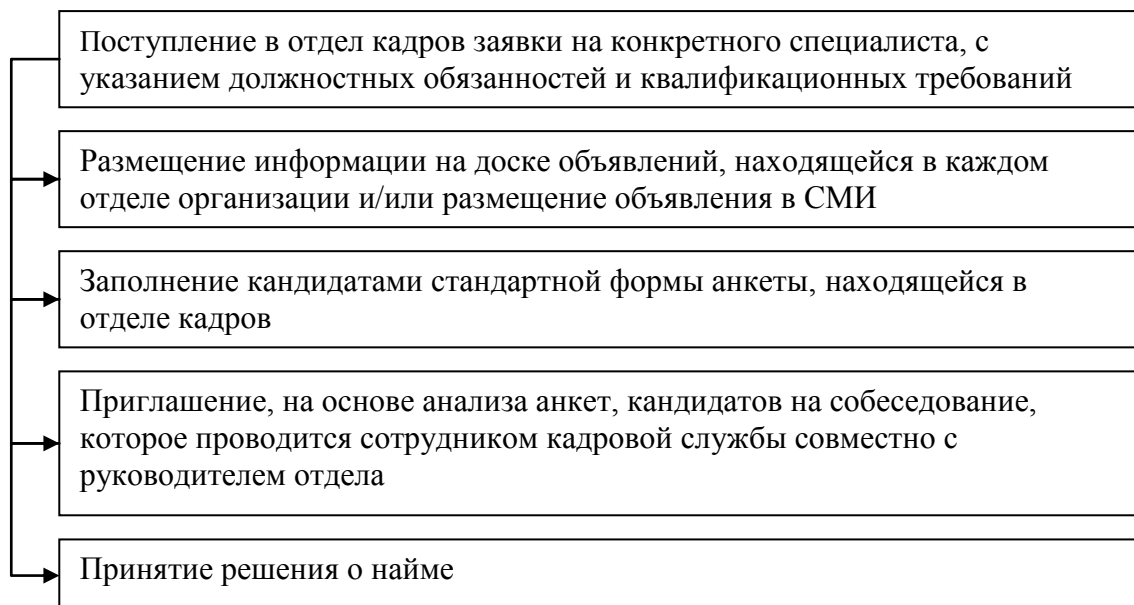 Поступление в отдел кадров заявки на конкретного специалиста, с
указанием должностных обязанностей и квалификационных требований
Размещение информации на доске объявлений, находящейся в каждом
отделе организации и/или размещение объявления в СМИ
Заполнение кандидатами стандартной формы анкеты, находящейся в
отделе кадров
Приглашение, на основе анализа анкет, кандидатов на собеседование,
которое проводится сотрудником кадровой службы совместно с
руководителем отдела
Принятие решения о найме